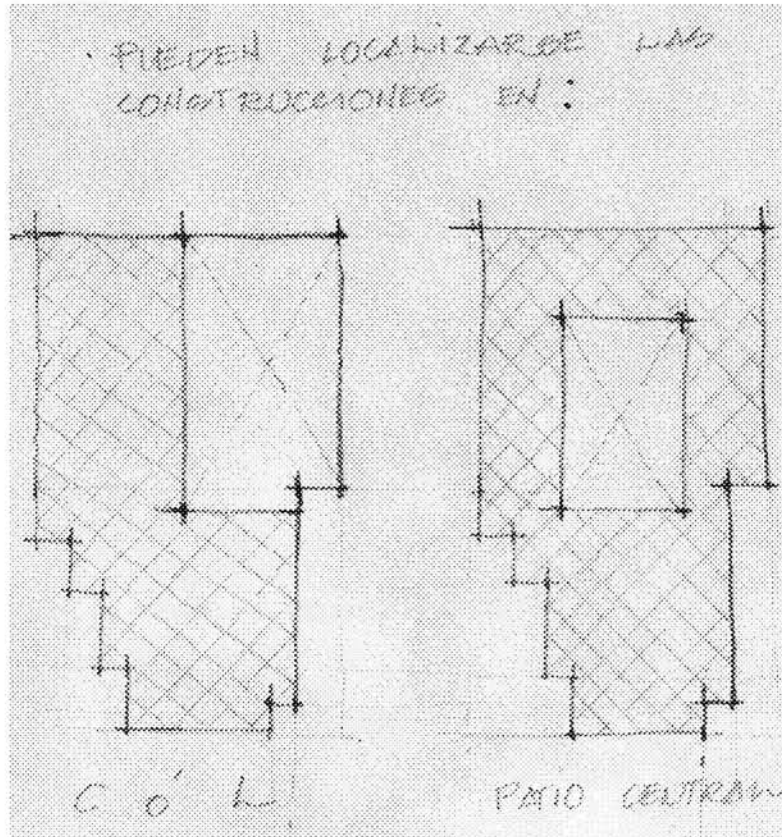 · PUEDEN LOCALIZARSE LAS
CONSTRUCCIONES EN :
C ó L
PATIO CENTRAL